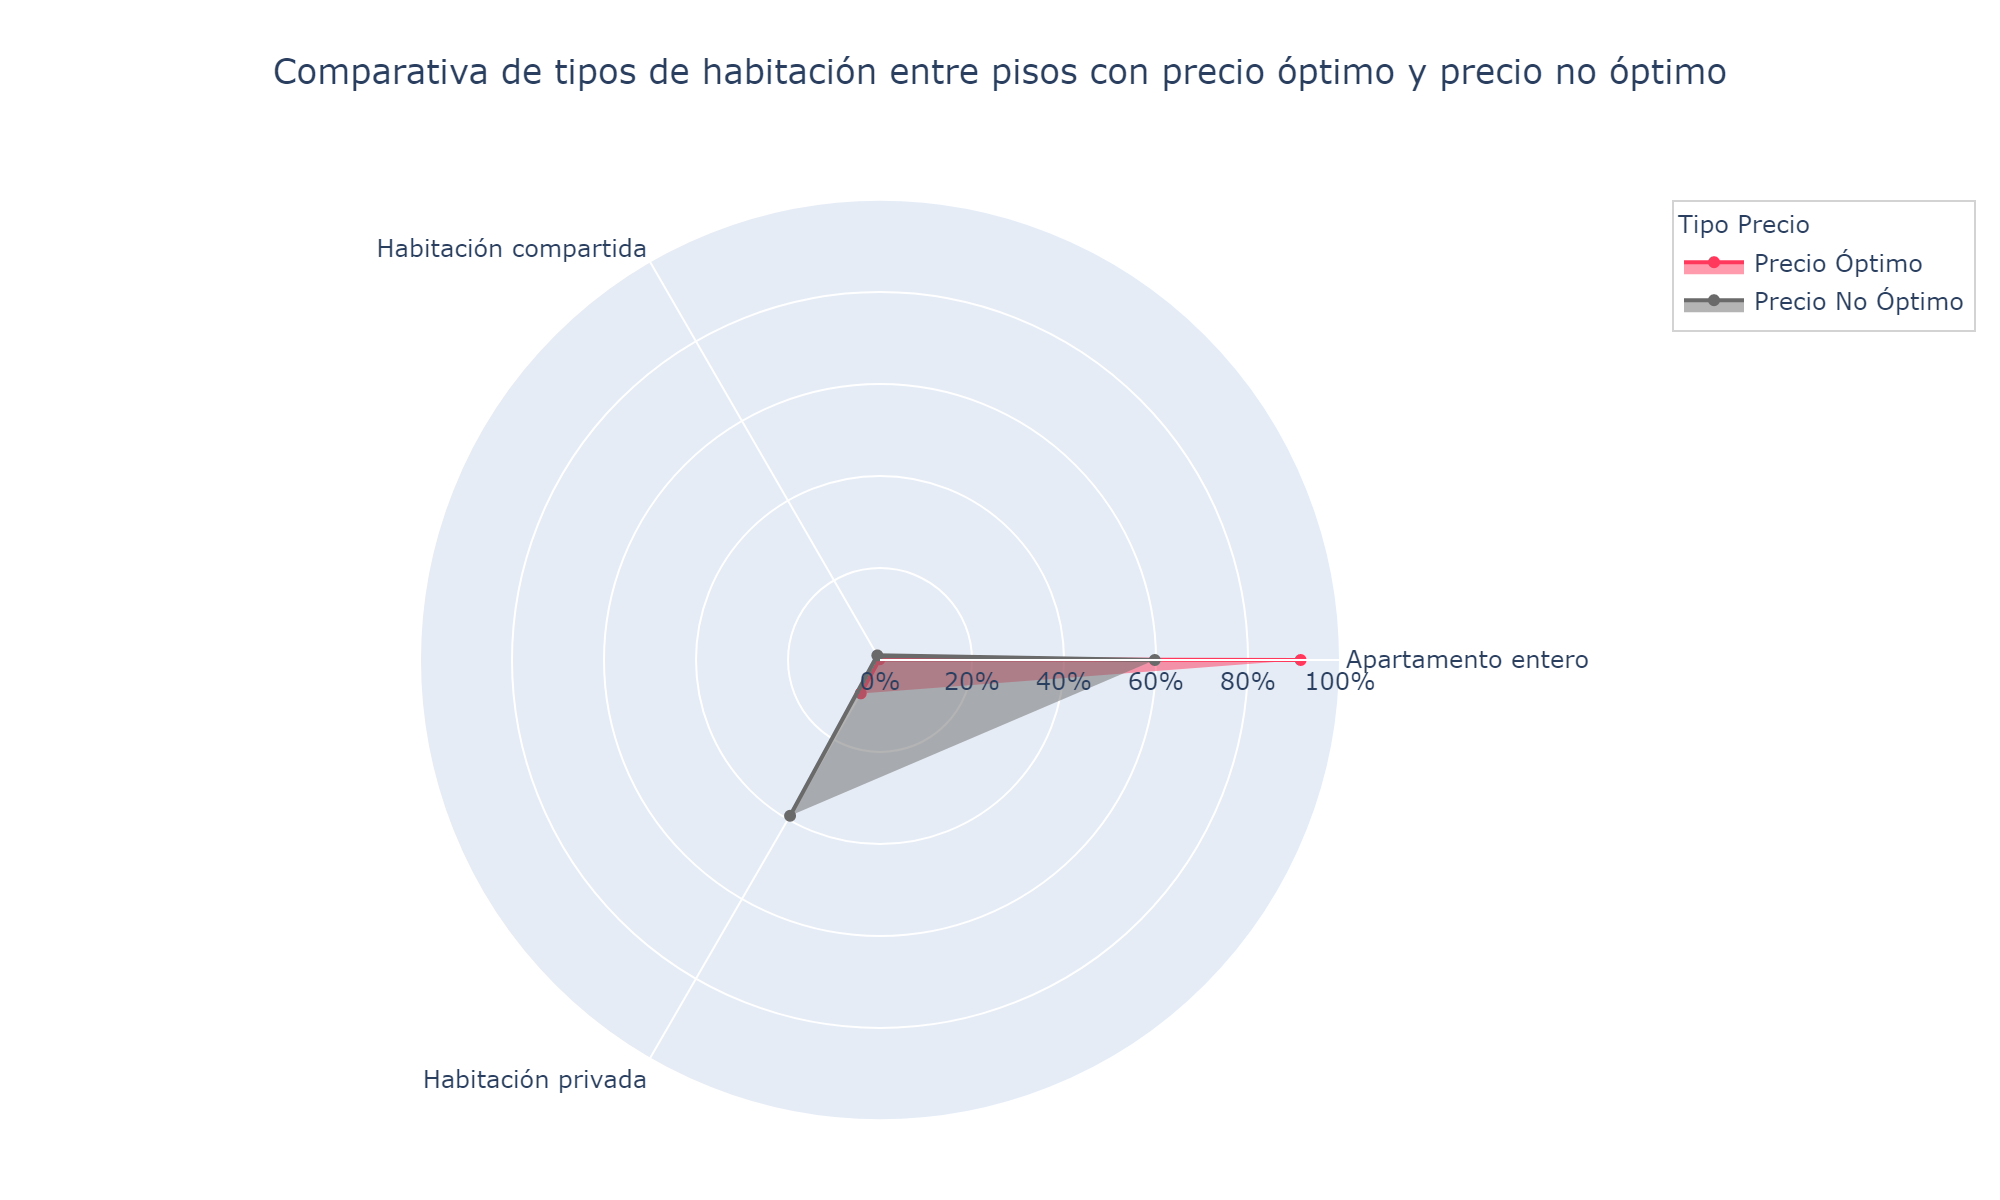 Comparativa de tipos de habitación entre pisos con precio óptimo y precio no óptimo
Tipo Precio
Precio Óptimo
Precio No Óptimo
Habitación compartida
Apartamento entero
0%
20%
40%
60%
80%
100%
Habitación privada